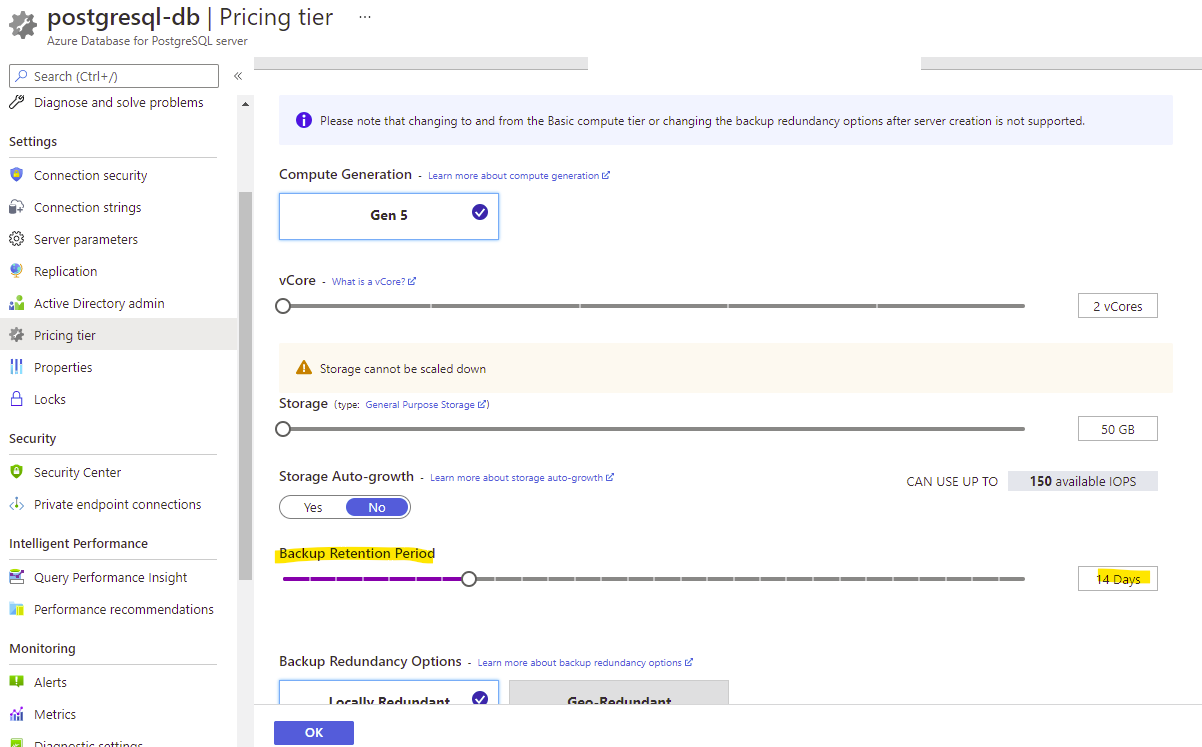 postgresql-db | Pricing tier ...
Azure Database for PostgreSQL server
Search (Ctrl+/)
«
Diagnose and solve problems
Settings
Connection security
Connection strings
Server parameters
Replication
Active Directory admin
Pricing tier
Properties
Locks
Security
Security Center
Private endpoint connections
Intelligent Performance
Query Performance Insight
Performance recommendations
Monitoring
Alerts
Metrics
Diagnostic settings
Please note that changing to and from the Basic compute tier or changing the backup redundancy options after server creation is not supported.
Compute Generation - Learn more about compute generation
Gen 5
vCore - What is a vCore?
2 vCores
Storage cannot be scaled down
Storage (type: General Purpose Storage)
50 GB
Storage Auto-growth - Learn more about storage auto-growth
Yes No
CAN USE UP TO 150 available IOPS
Backup Retention Period
14 Days
Backup Redundancy Options - Learn more about backup redundancy options
Locally Redundant Geo-Redundant
OK